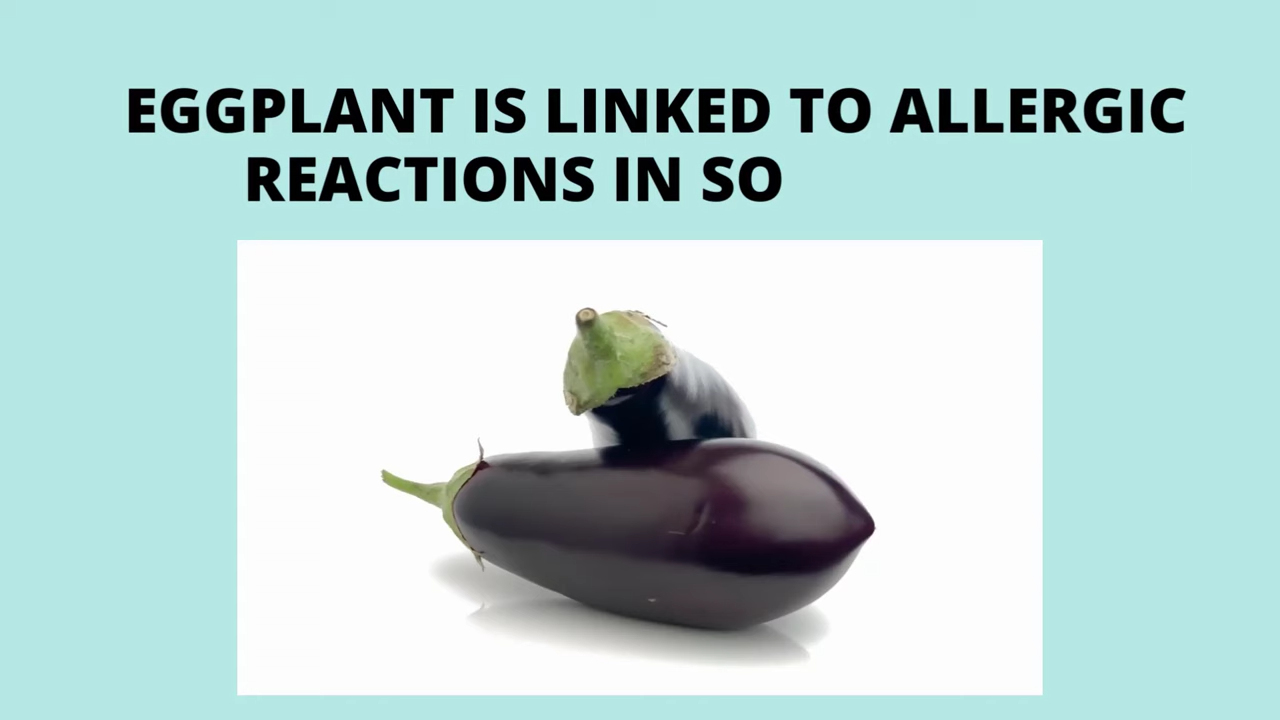 EGGPLANT IS LINKED TO ALLERGIC
REACTIONS IN SO